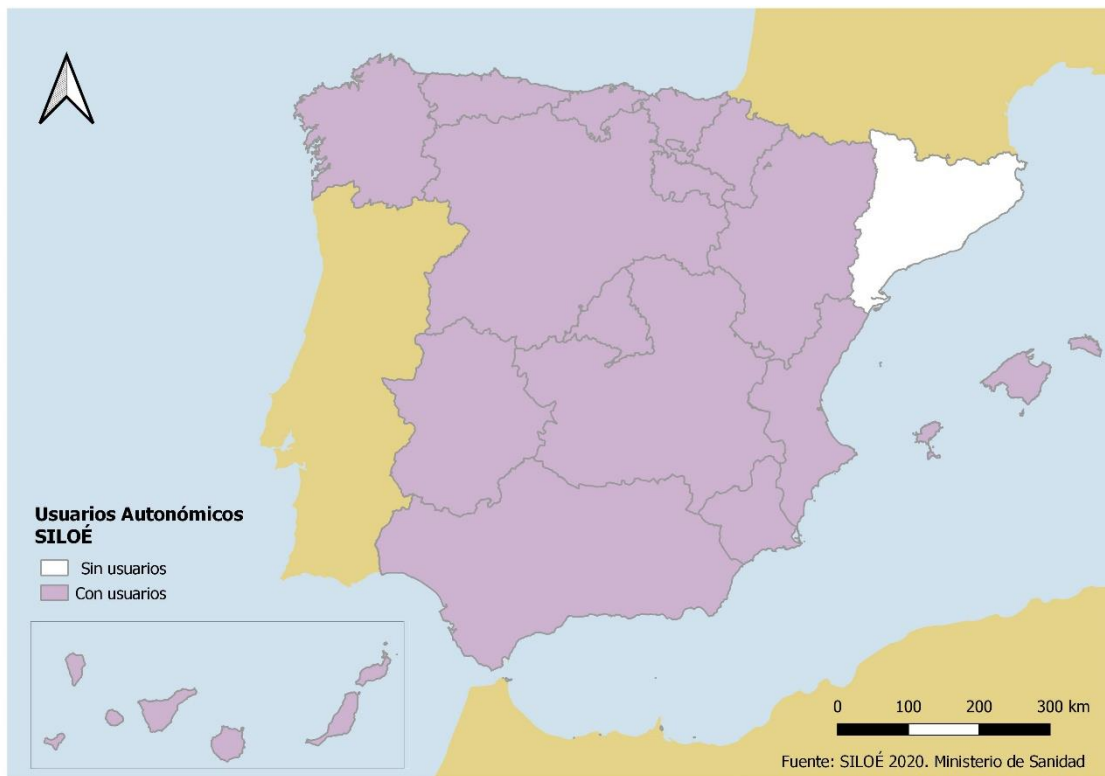 Usuarios Autonómicos
SILOÉ
Sin usuarios
Con usuarios
0 100 200 300 km
Fuente: SILOÉ 2020. Ministerio de Sanidad